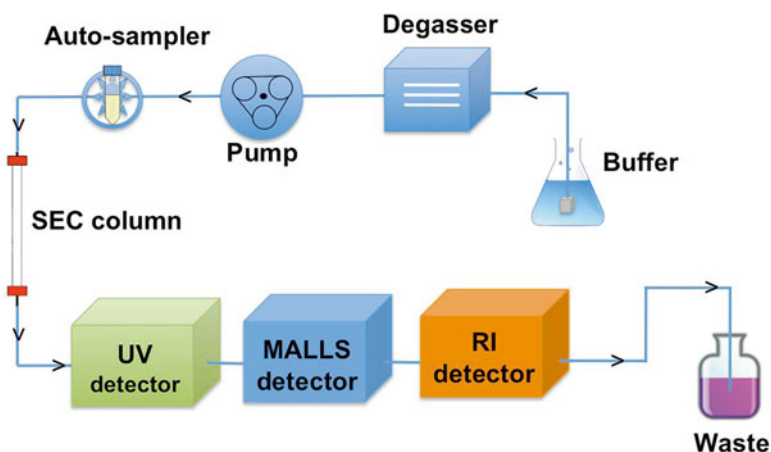 Auto-sampler
Degasser
Pump
Buffer
SEC column
UV
detector
MALLS
detector
RI
detector
Waste